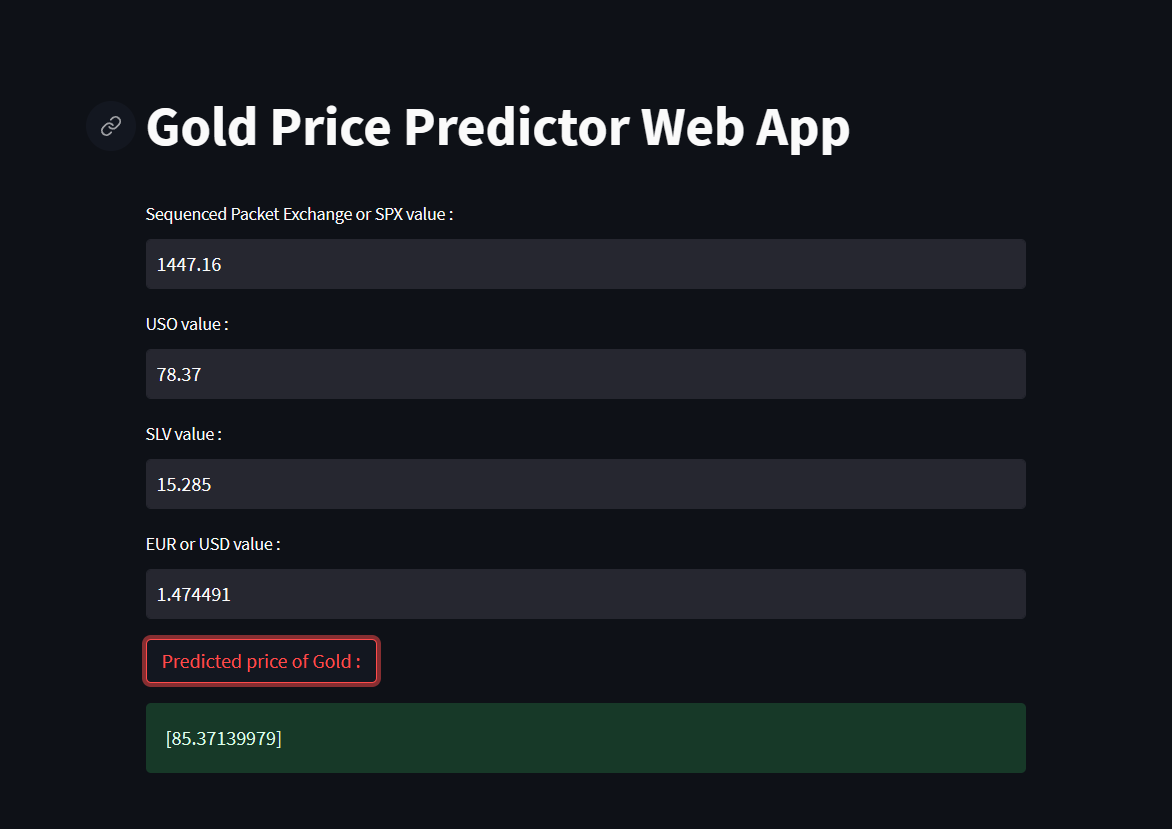 Gold Price Predictor Web App
Sequenced Packet Exchange or SPX value :
1447.16
USO value :
78.37
SLV value :
15.285
EUR or USD value :
1.474491
Predicted price of Gold :
[85.37139979]